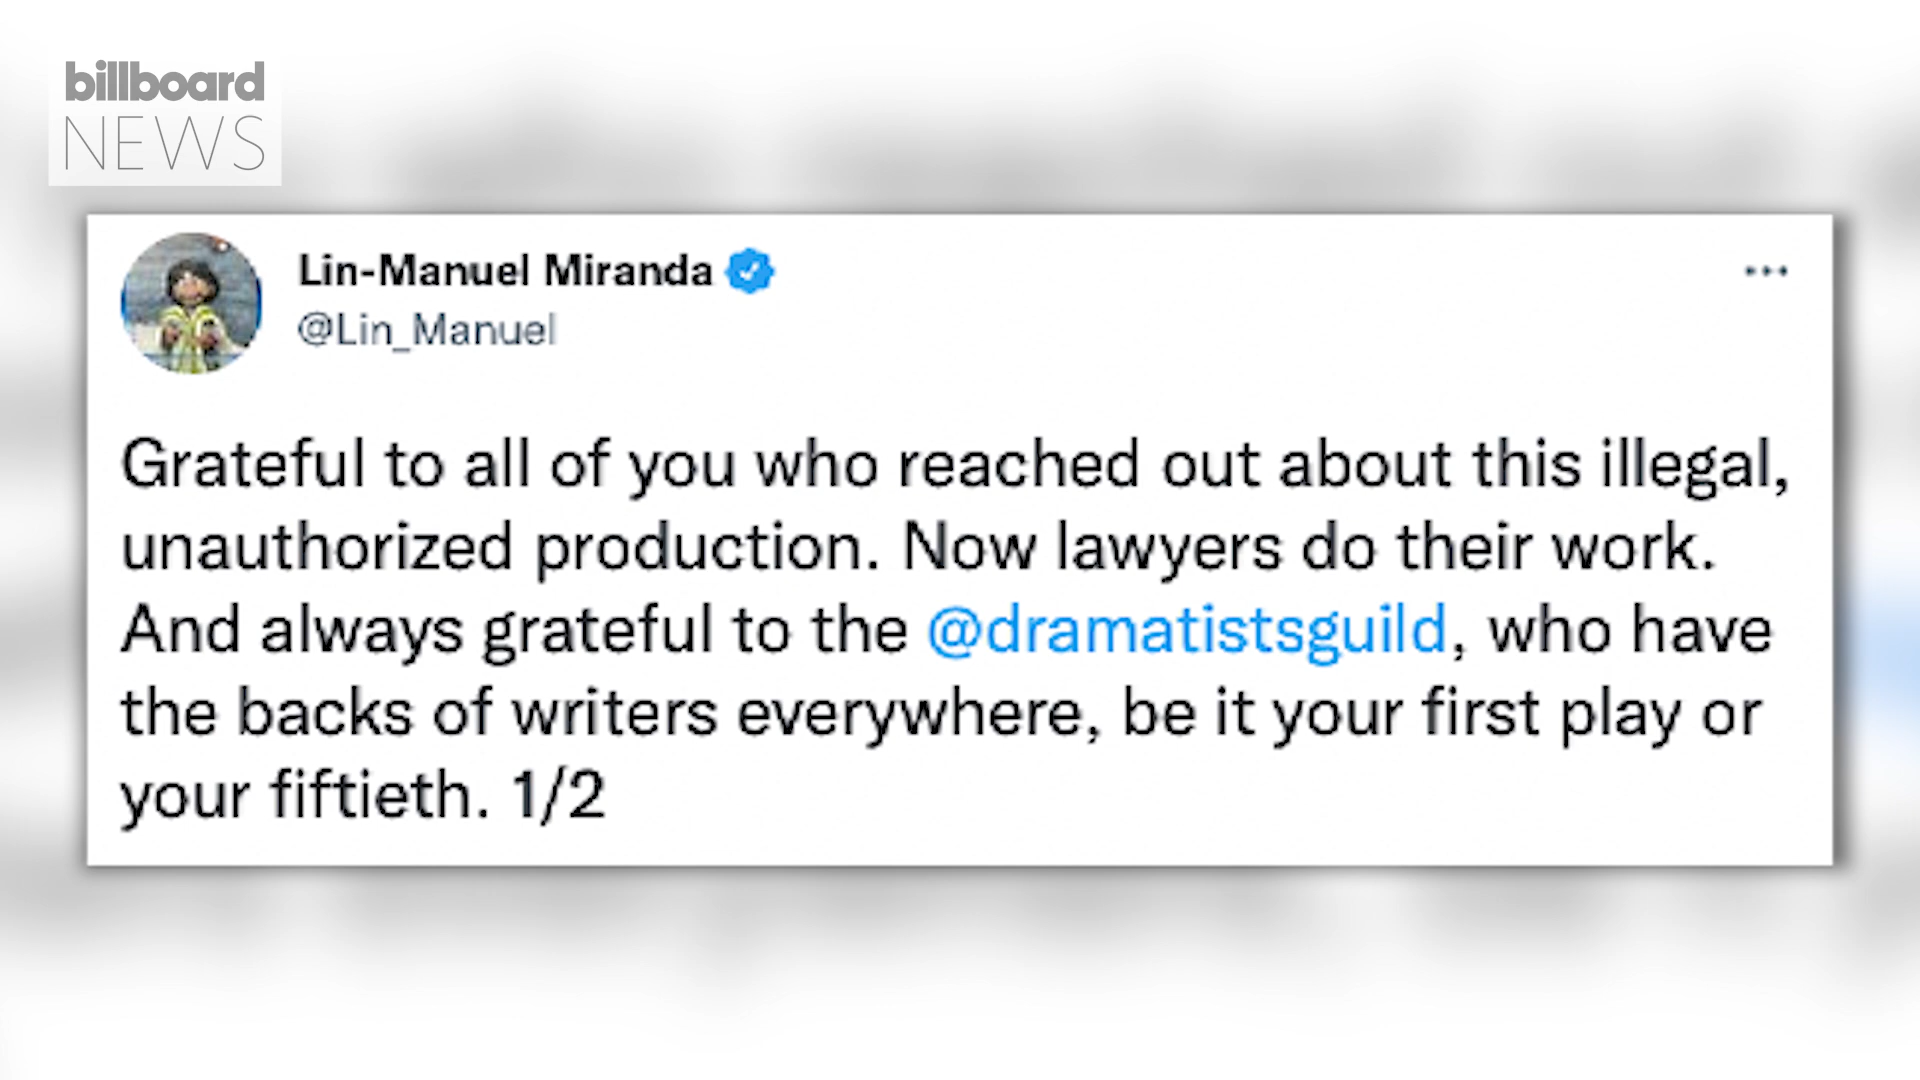 billboard
NEWS
Lin-Manuel Miranda
@Lin_Manuel
Grateful to all of you who reached out about this illegal,
unauthorized production. Now lawyers do their work.
And always grateful to the @dramatistsguild, who have
the backs of writers everywhere, be it your first play or
your fiftieth. 1/2